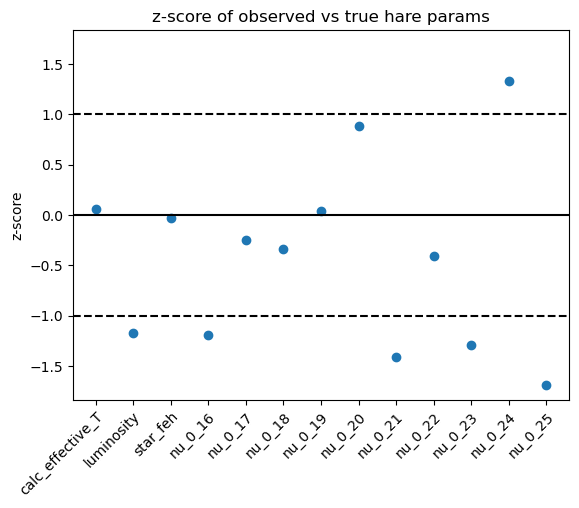 z-score of observed vs true hare params
z-score
1.5
1.0
0.5
0.0
−0.5
−1.0
−1.5
calc_effective_T
luminosity
star_feh
nu_0_16
nu_0_17
nu_0_18
nu_0_19
nu_0_20
nu_0_21
nu_0_22
nu_0_23
nu_0_24
nu_0_25